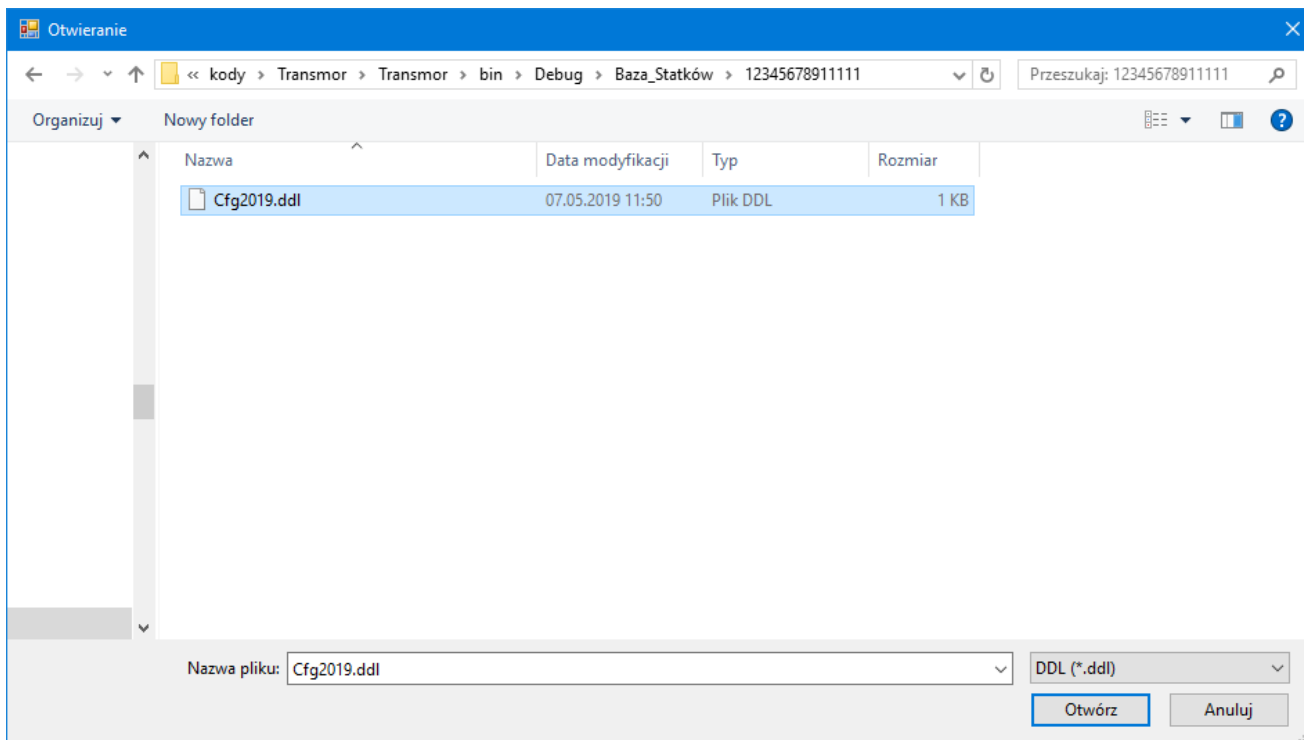 Otwieranie
« kody > Transmor > Transmor > bin > Debug > Baza_Statków > 12345678911111 Przeszukaj: 12345678911111
Organizuj Nowy folder
Nazwa Data modyfikacji Typ Rozmiar
Cfg2019.ddl 07.05.2019 11:50 Plik DDL 1 KB
Nazwa pliku: Cfg2019.ddl DDL (*.ddl)
Otwórz Anuluj